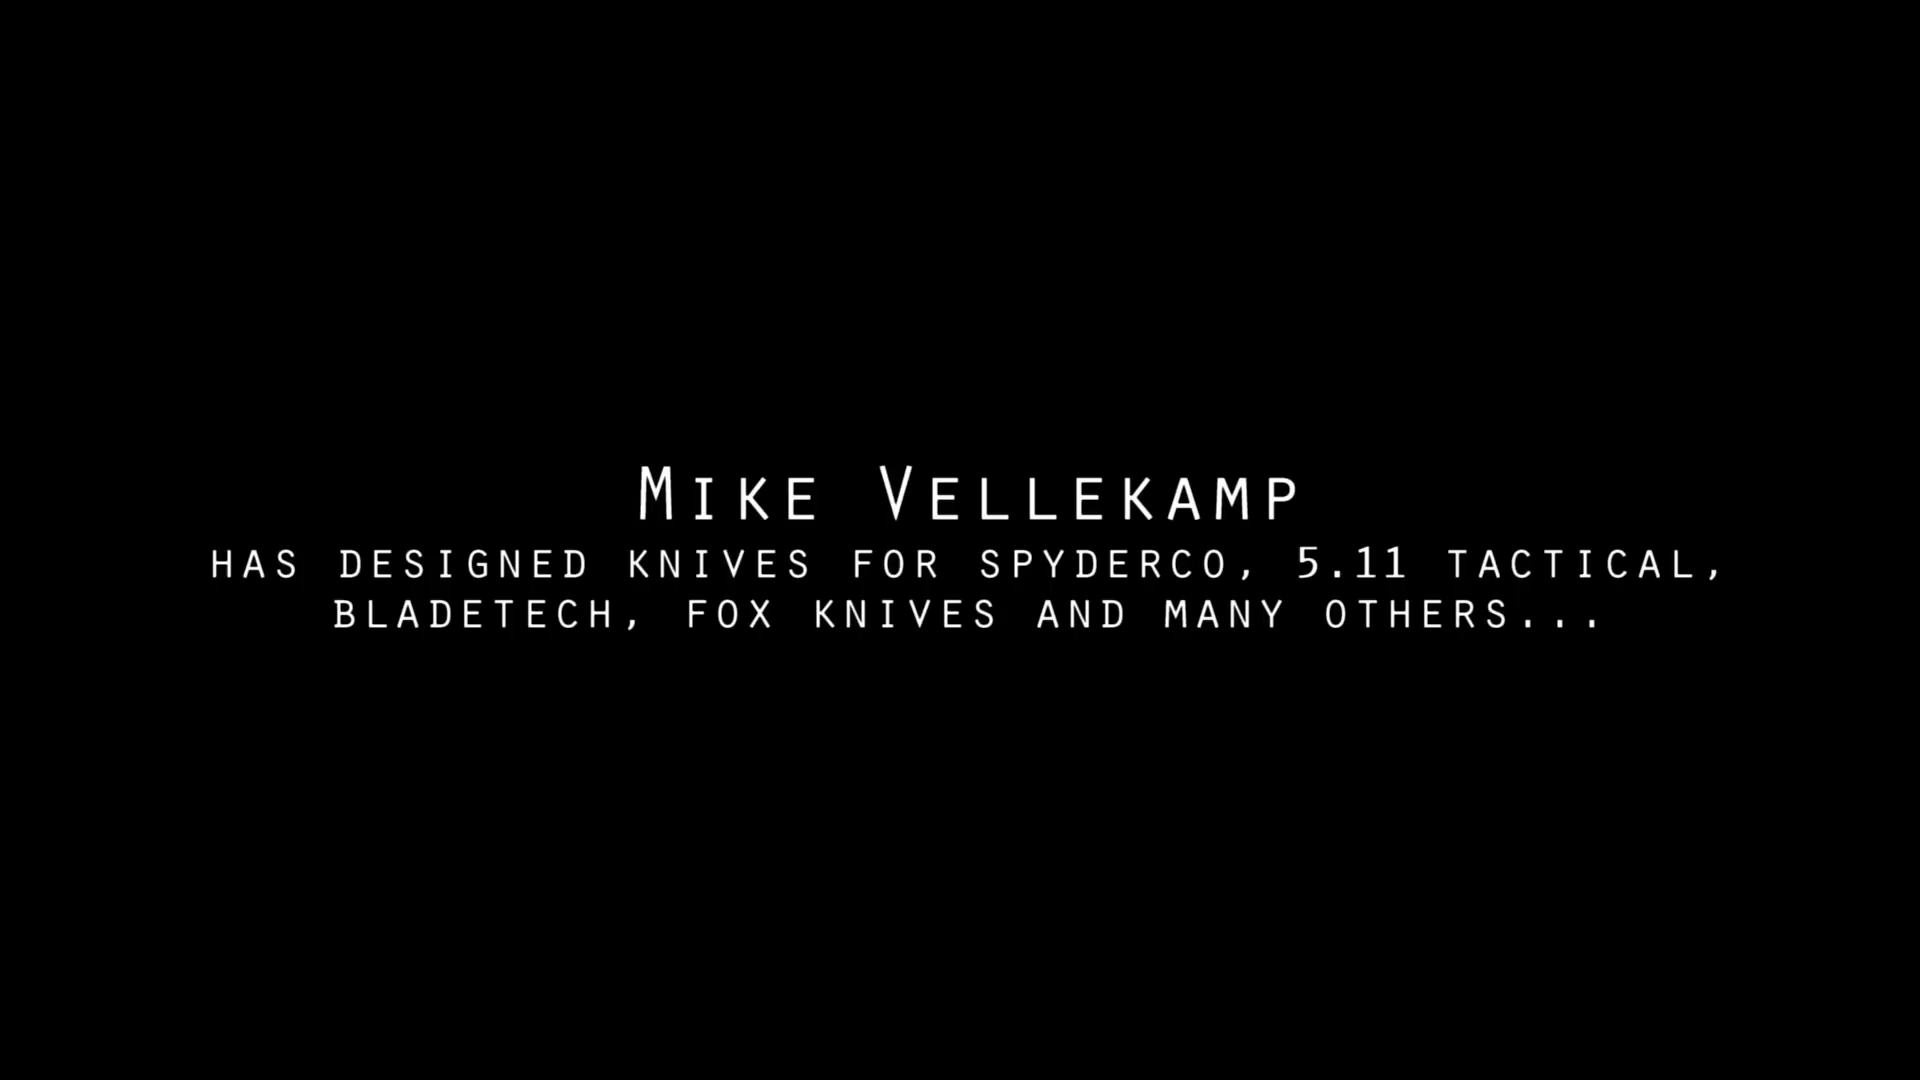 Mike Vellekamp
has designed knives for spyderco, 5.11 tactical,
bladetech, fox knives and many others...